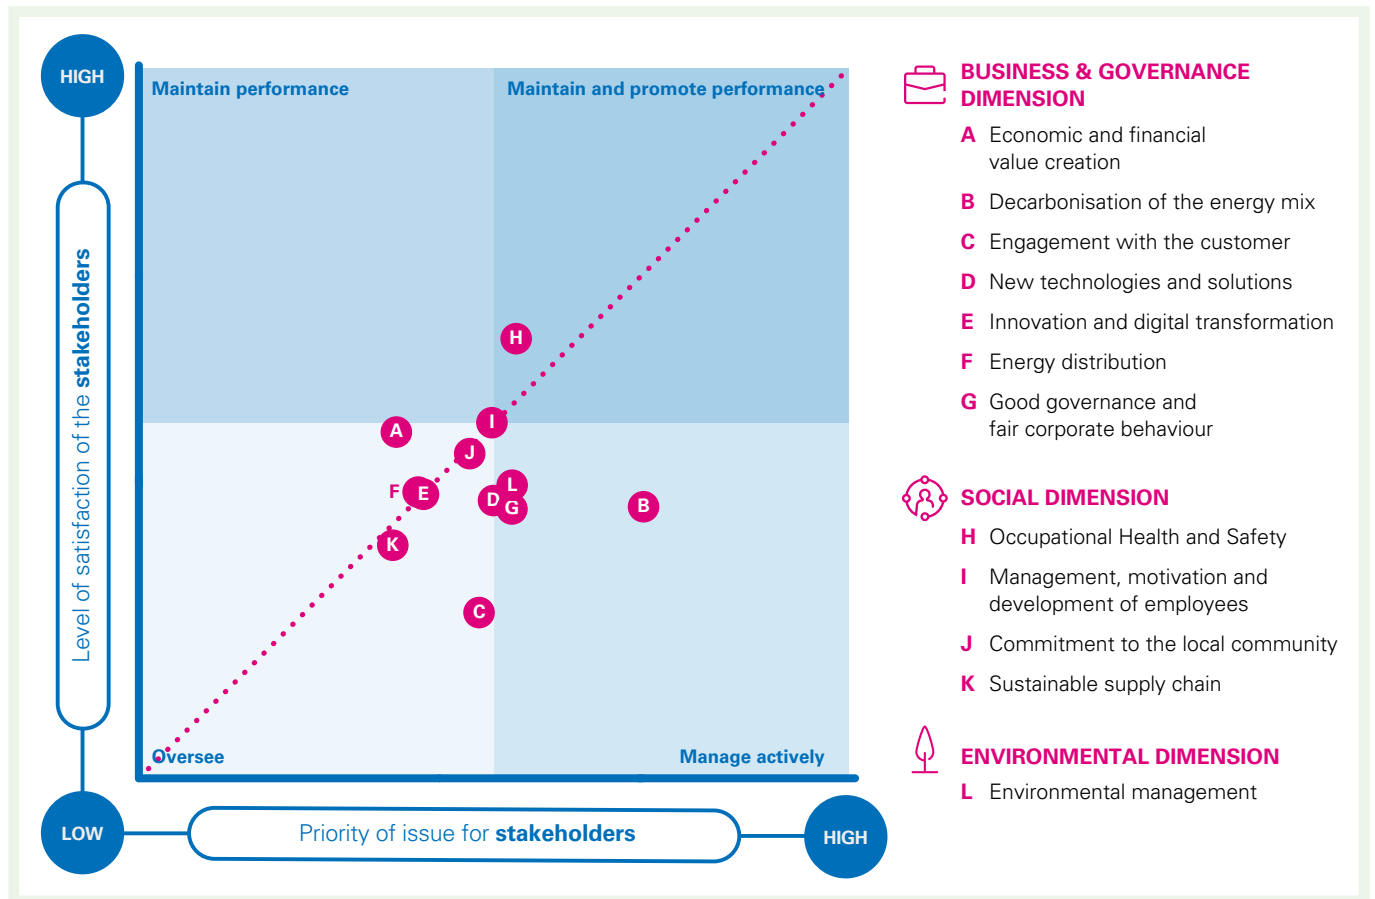 HIGH
Maintain performance
Maintain and promote performance
Level of satisfaction of the stakeholders
H
I
A
J
L
F
E
D
G
B
K
C
Oversee
Manage actively
LOW
Priority of issue for stakeholders
HIGH
BUSINESS & GOVERNANCE
DIMENSION
A Economic and financial
value creation
B Decarbonisation of the energy mix
C Engagement with the customer
D New technologies and solutions
E Innovation and digital transformation
F Energy distribution
G Good governance and
fair corporate behaviour
SOCIAL DIMENSION
H Occupational Health and Safety
I Management, motivation and
development of employees
J Commitment to the local community
K Sustainable supply chain
ENVIRONMENTAL DIMENSION
L Environmental management